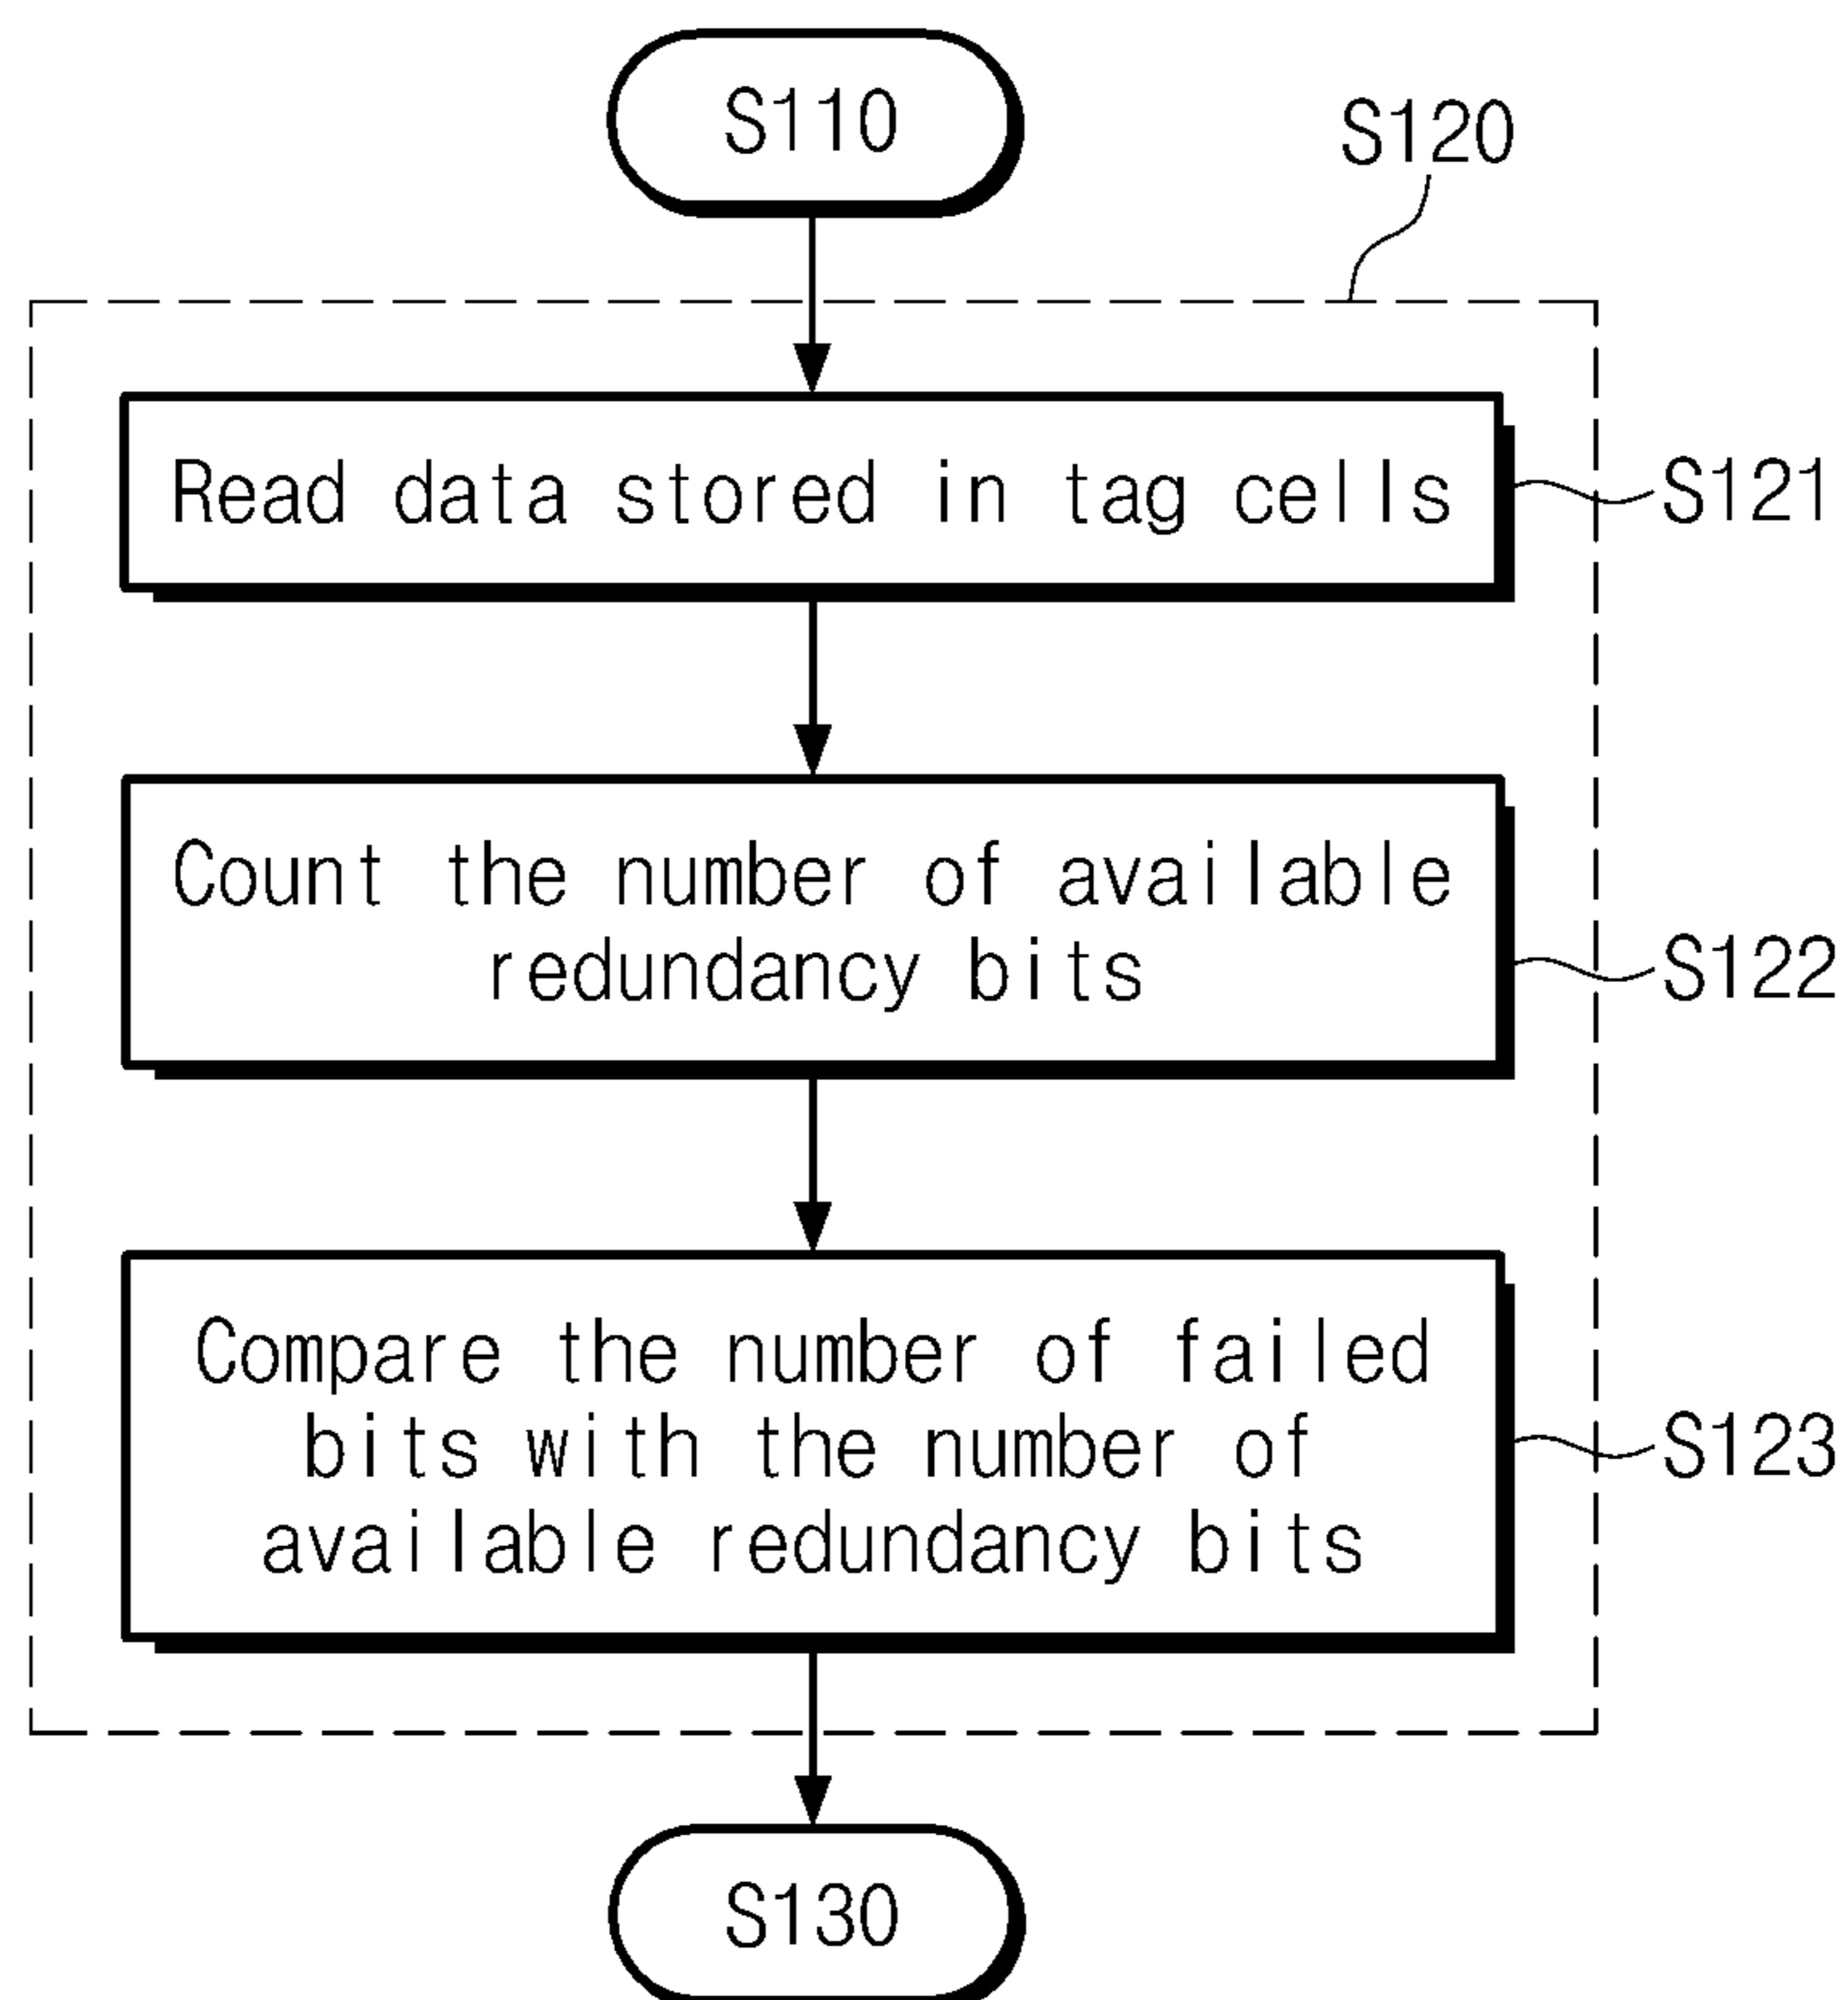 S110
S120
Read data stored in tag cells
S121
Count the number of available
redundancy bits
S122
Compare the number of failed
bits with the number of
available redundancy bits
S123
S130